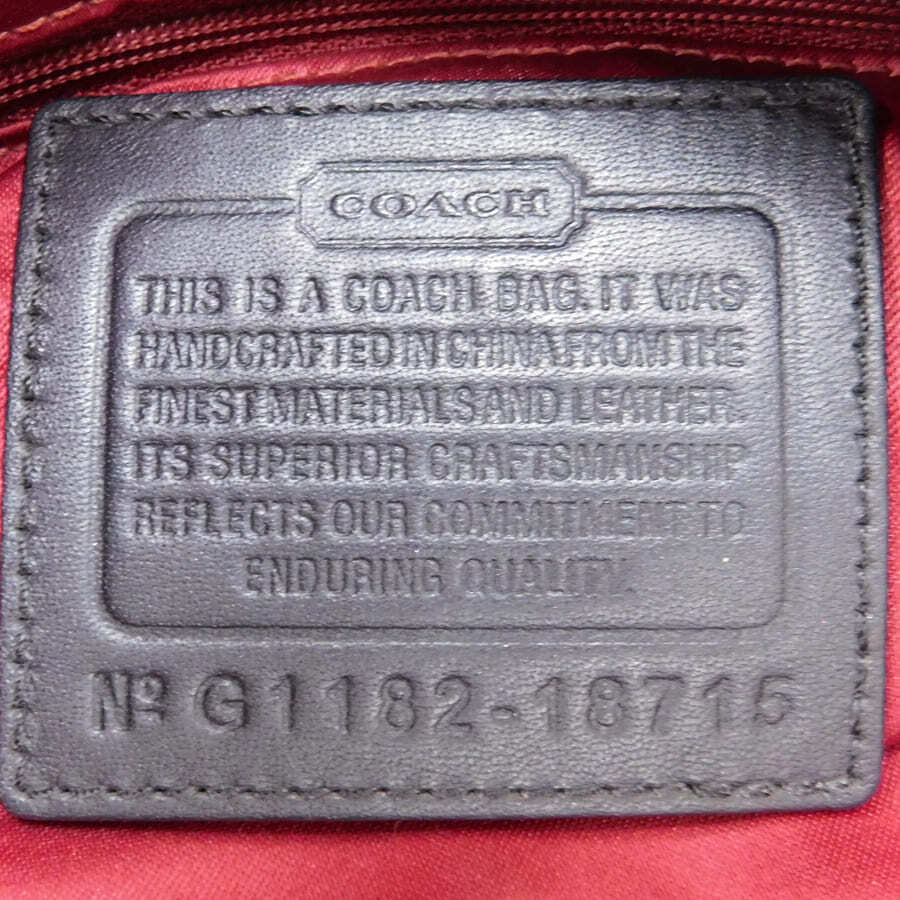 COACH
THIS IS A COACH BAG. IT WAS
HANDCRAFTED IN CHINA FROM THE
FINEST MATERIALS AND LEATHER
ITS SUPERIOR CRAFTSMANSHIP
REFLECTS OUR COMMITMENT TO
ENDURING QUALITY.
Nº G1182-18715